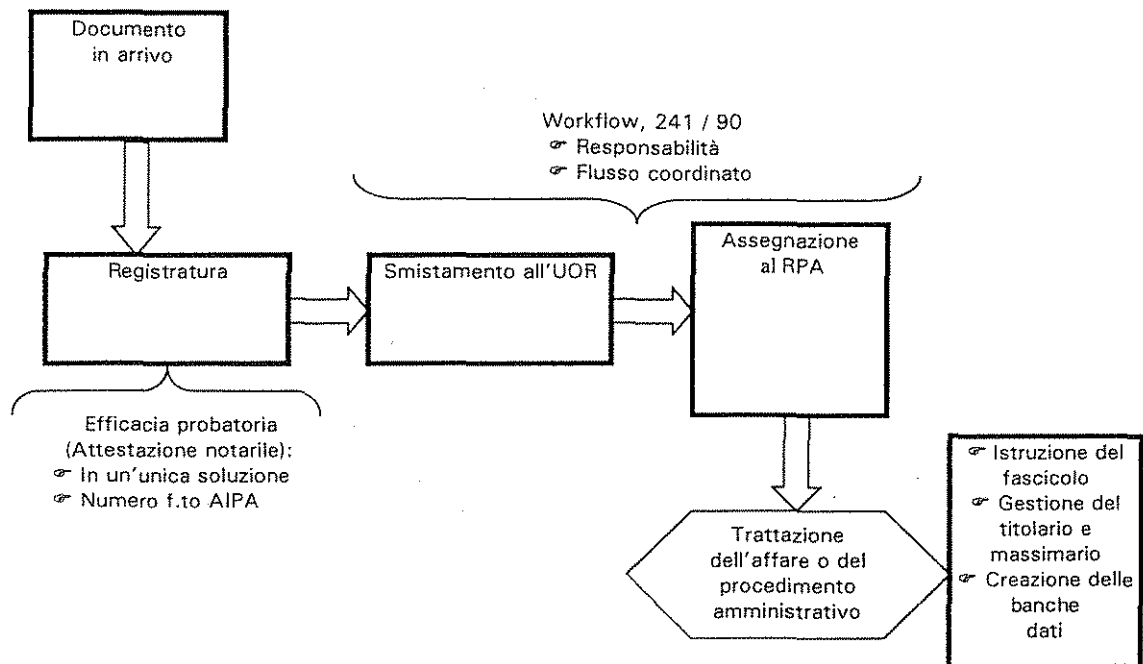 Documento
in arrivo
Workflow, 241 / 90
☞ Responsabilità
☞ Flusso coordinato
Registratura
Smistamento all'UOR
Assegnazione
al RPA
Efficacia probatoria
(Attestazione notarile):
☞ In un'unica soluzione
☞ Numero f.to AIPA
Trattazione
dell'affare o del
procedimento
amministrativo
☞ Istruzione del
fascicolo
☞ Gestione del
titolario e
massimario
☞ Creazione delle
banche
dati